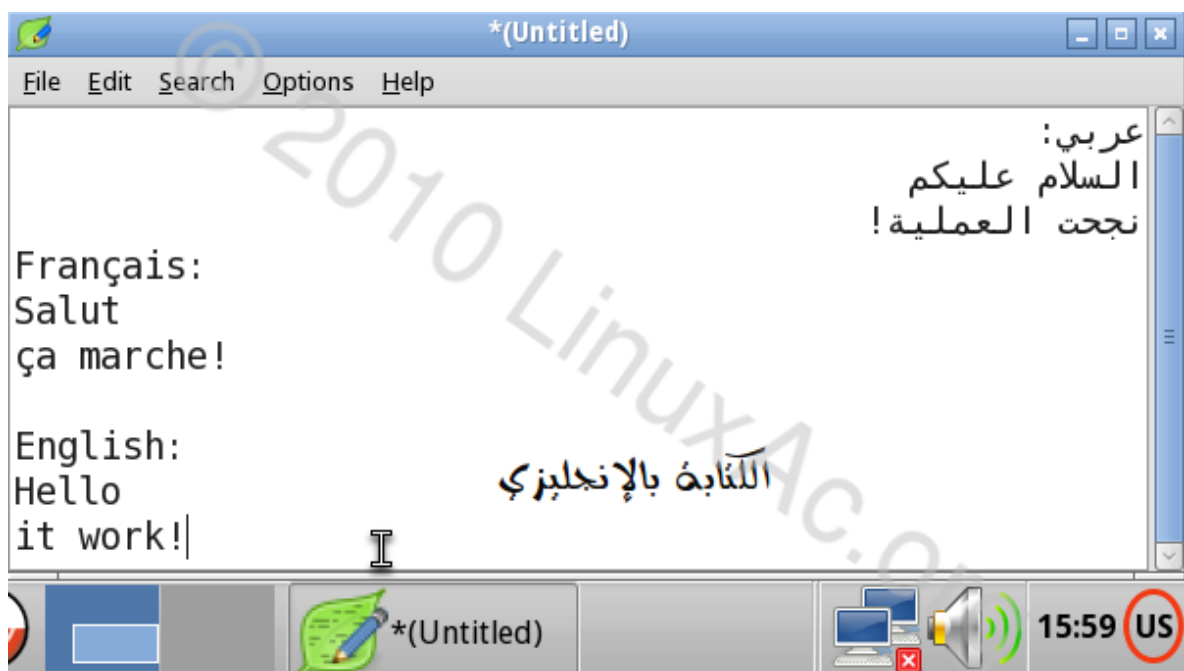 *(Untitled)
File Edit Search Options Help
عربي:
السلام عليكم
نجحت العملية!
Français:
Salut
ça marche!
English:
Hello
it work!
الكتابة بالإنجليزي
© 2010 LinuxAc.or
*(Untitled)
15:59 US